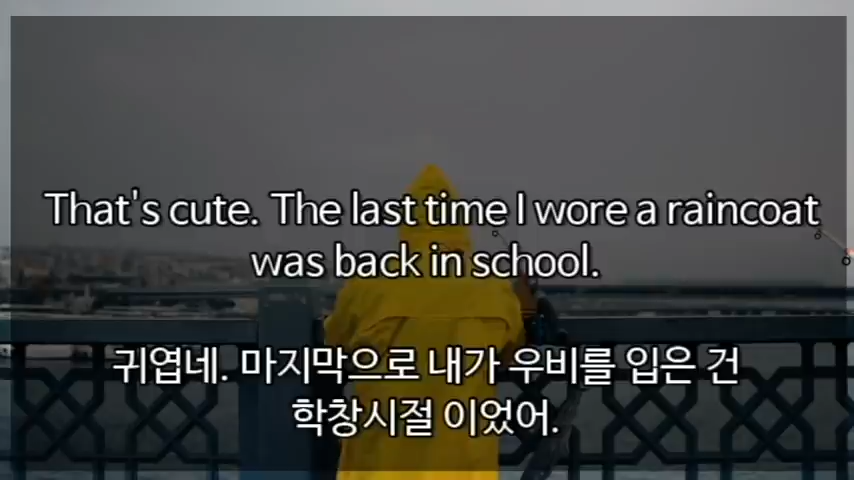 That's cute. The last time I wore a raincoat
was back in school.
귀엽네. 마지막으로 내가 우비를 입은 건
학창시절 이었어.